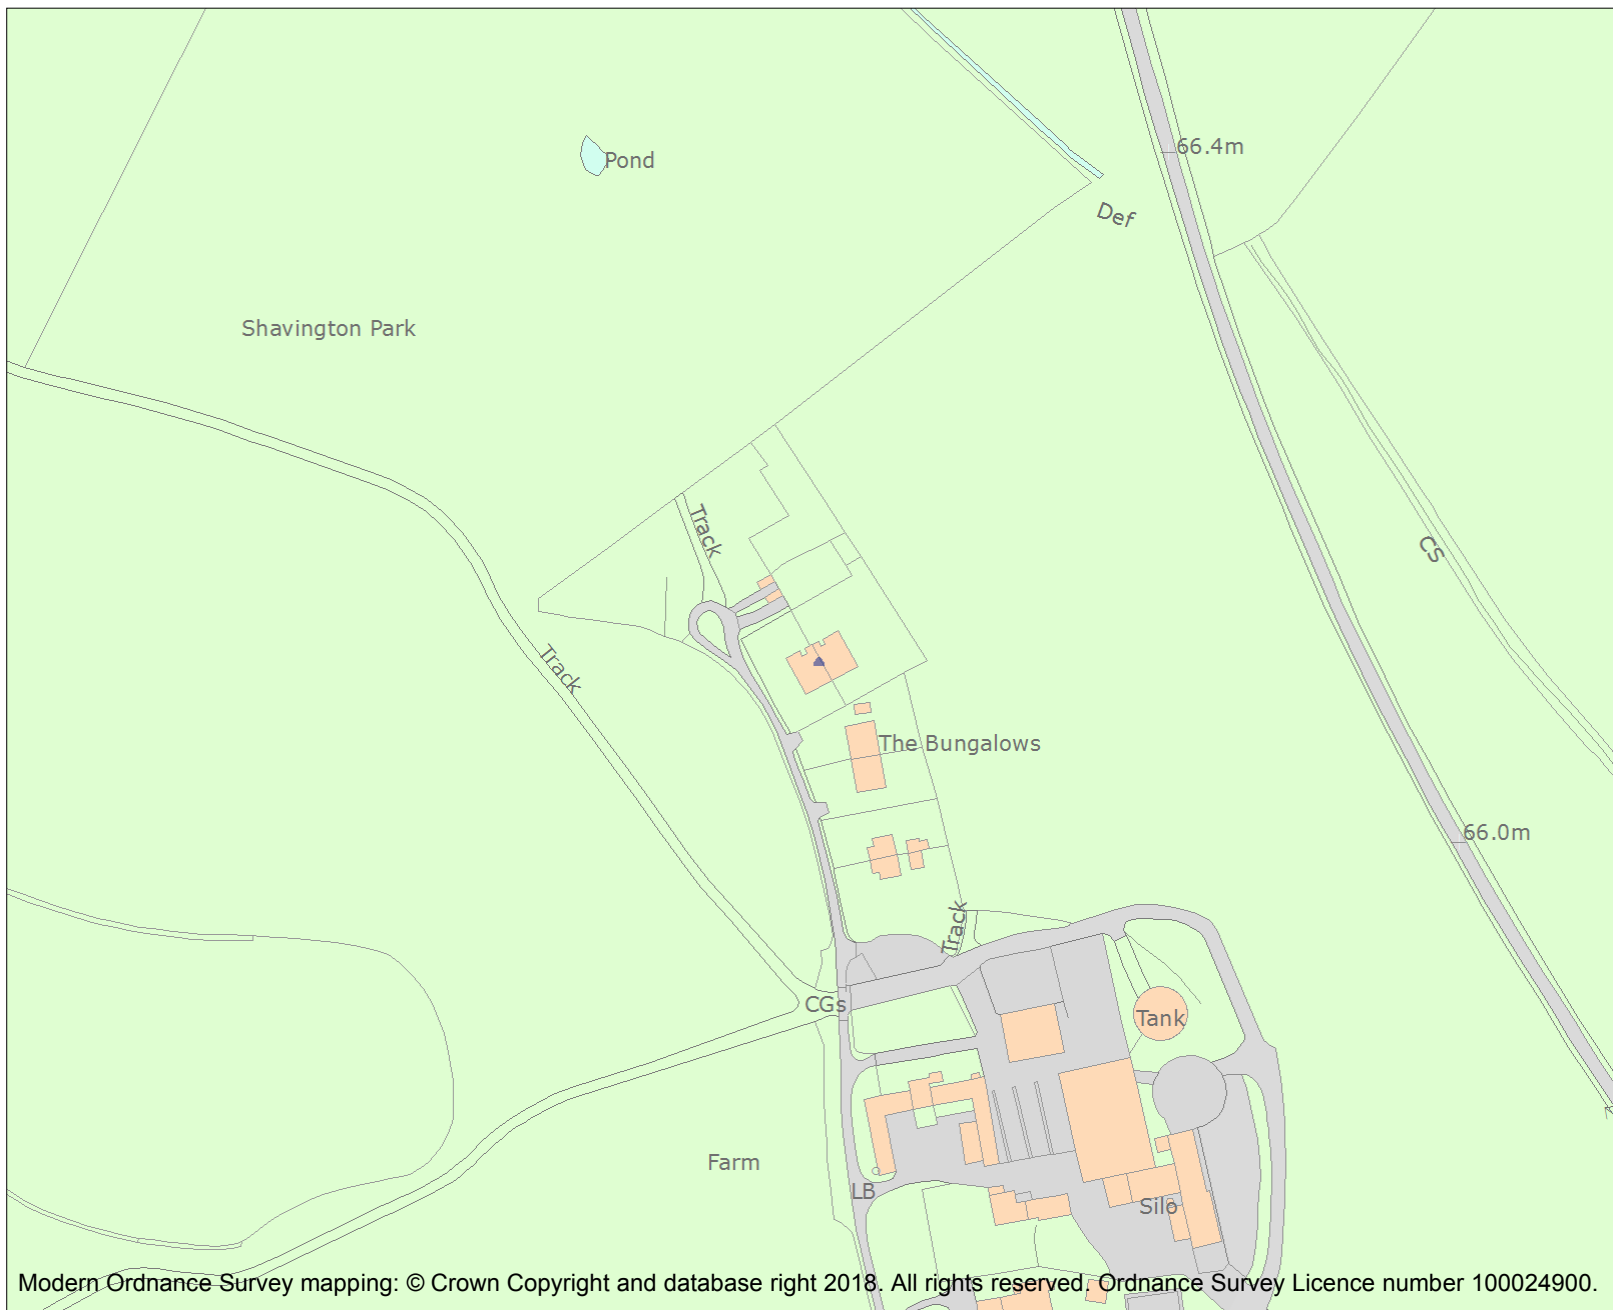 66.4m
Pond
Def
Shavington Park
Track
CS
Track
The Bungalows
66.0m
Track
CGs
Tank
Farm
LB
Silo
Modern Ordnance Survey mapping: © Crown Copyright and database right 2018. All rights reserved. Ordnance Survey Licence number 100024900.